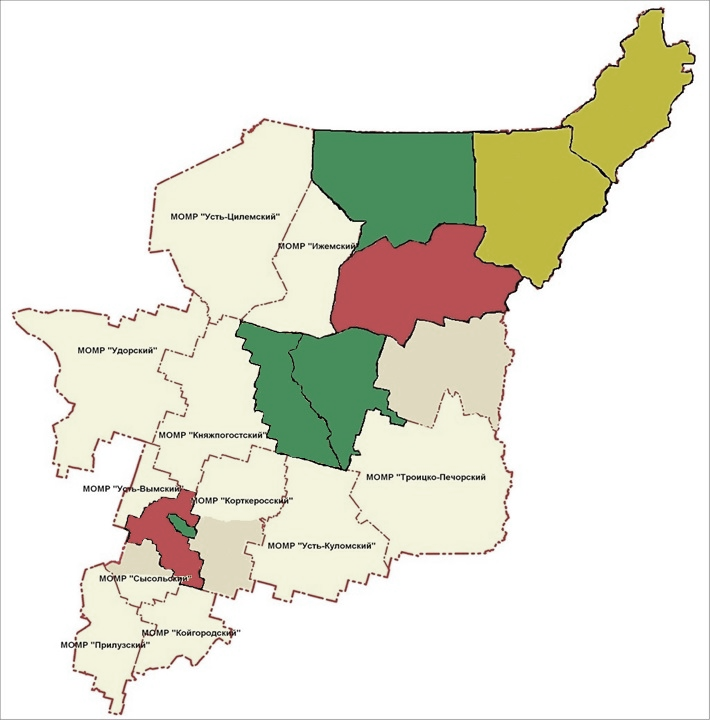 МОМР "Усть-Цилемский"
МОМР "Ижемский"
МОМР "Удорский"
МОМР "Княжпогостский"
МОМР "Троицко-Печорский
МОМР "Усть-Вымский"
МОМР "Корткеросский"
МОМР "Усть-Куломский"
МОМР "Сысольский"
МОМР "Койгородский"
МОМР "Прилузский"